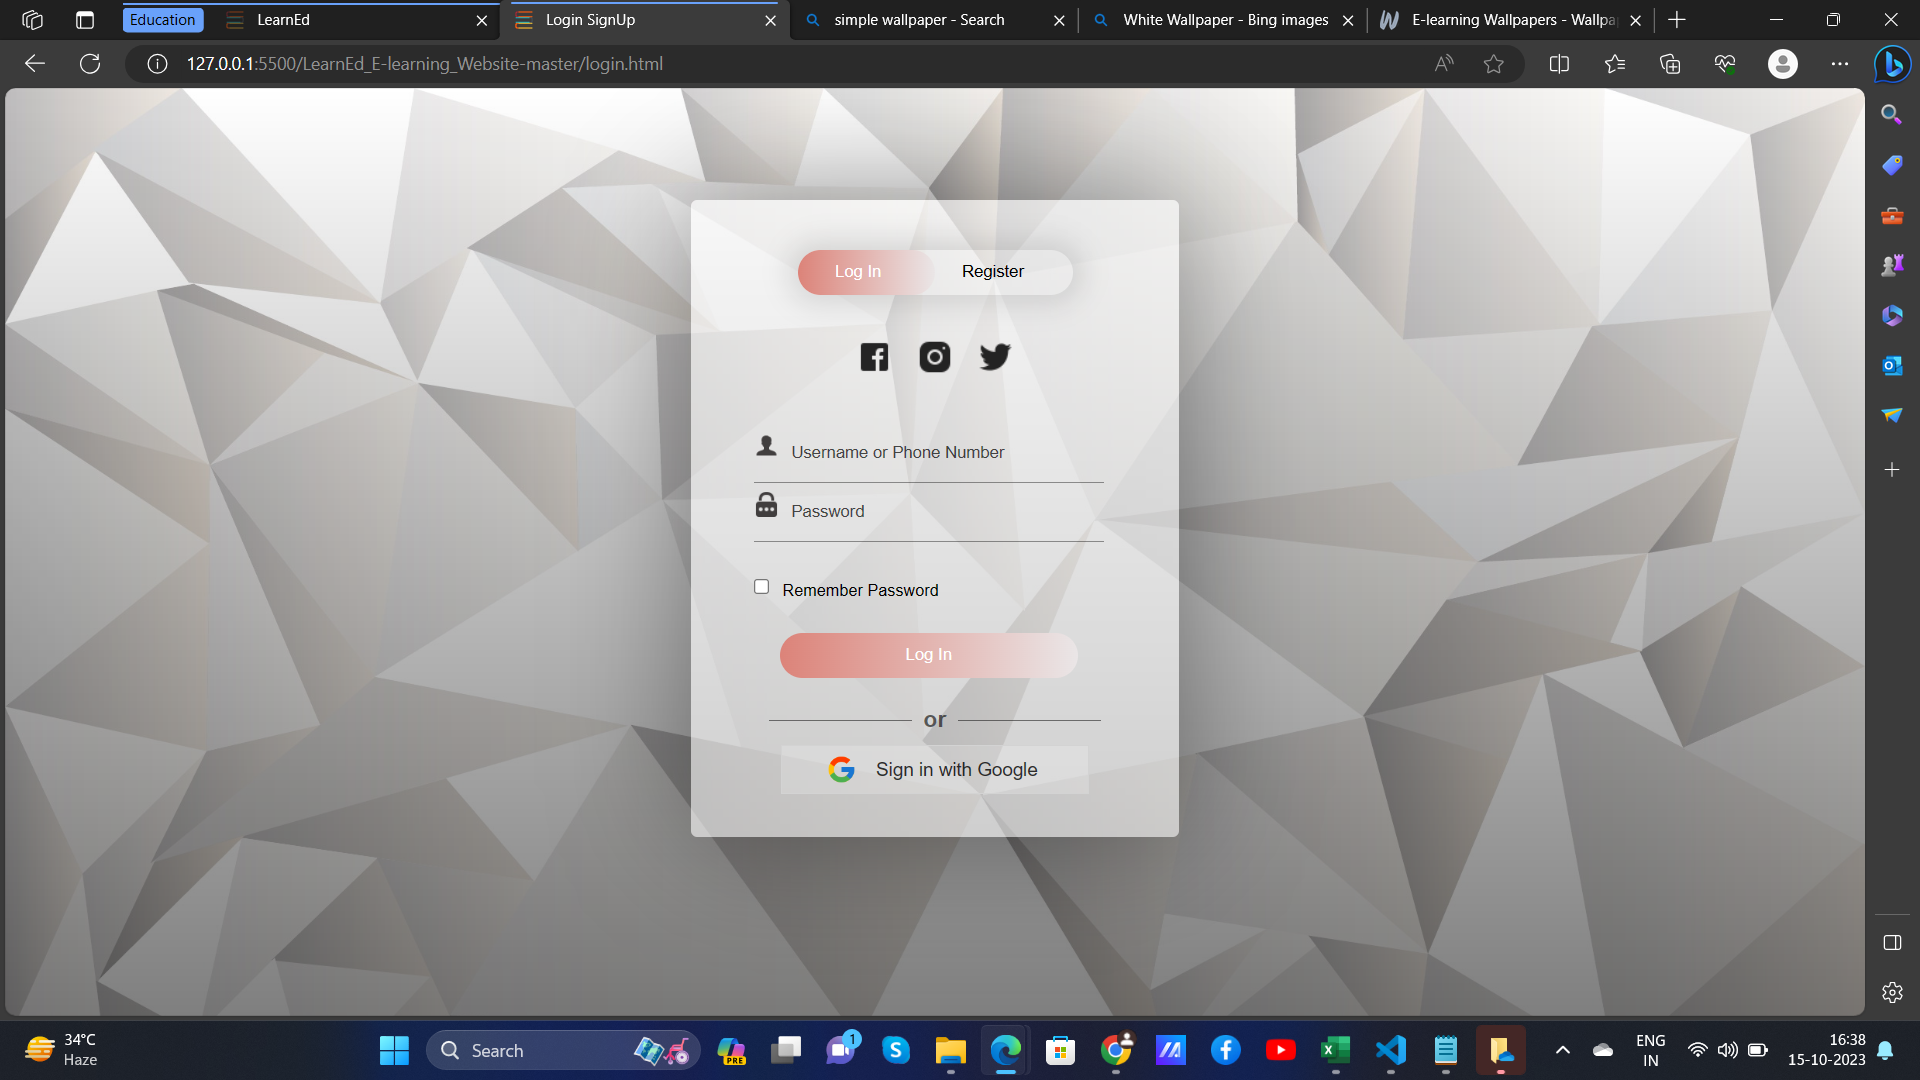 Education
LearnEd
Login SignUp
simple wallpaper - Search
White Wallpaper - Bing images
E-learning Wallpapers - Wallpa
127.0.0.1:5500/LearnEd_E-learning_Website-master/login.html
Log In
Register
Username or Phone Number
Password
Remember Password
Log In
or
Sign in with Google
34°C
Haze
Search
PRE
1
ENG
IN
16:38
15-10-2023